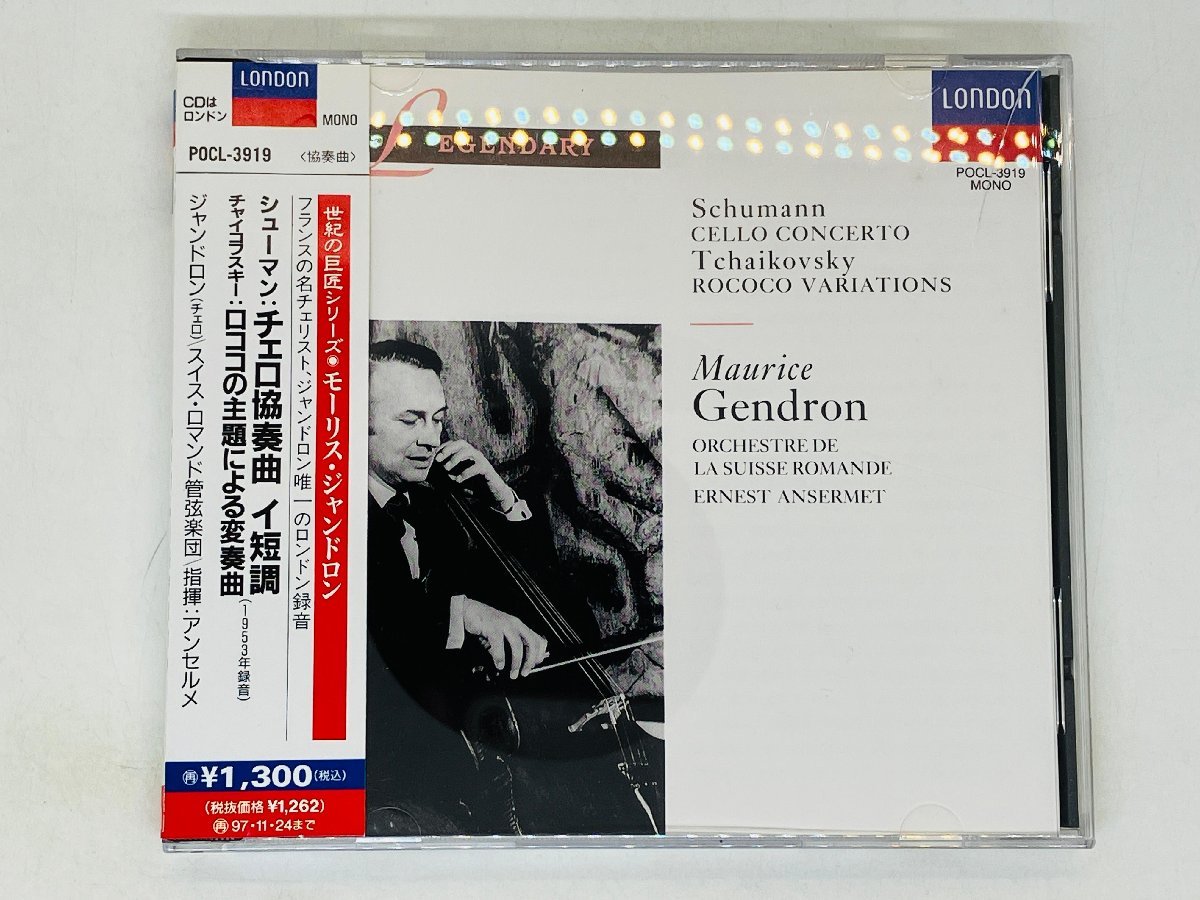 LONDON
CDは
ロンドン
MONO
POCL-3919 〈協奏曲〉
世紀の巨匠シリーズ◉モーリス・ジャンドロン
フランスの名チェリスト、ジャンドロン唯一のロンドン録音
シューマン:チェロ協奏曲 イ短調
チャイコフスキー:ロココの主題による変奏曲(1953年録音)
ジャンドロン(チェロ)/スイス・ロマンド管弦楽団/指揮:アンセルメ
再¥1,300(税込)
(税抜価格 ¥1,262)
再97・11・24まで
LEGENDARY
LONDON
POCL-3919
MONO
Schumann
CELLO CONCERTO
Tchaikovsky
ROCOCO VARIATIONS
Maurice
Gendron
ORCHESTRE DE
LA SUISSE ROMANDE
ERNEST ANSERMET